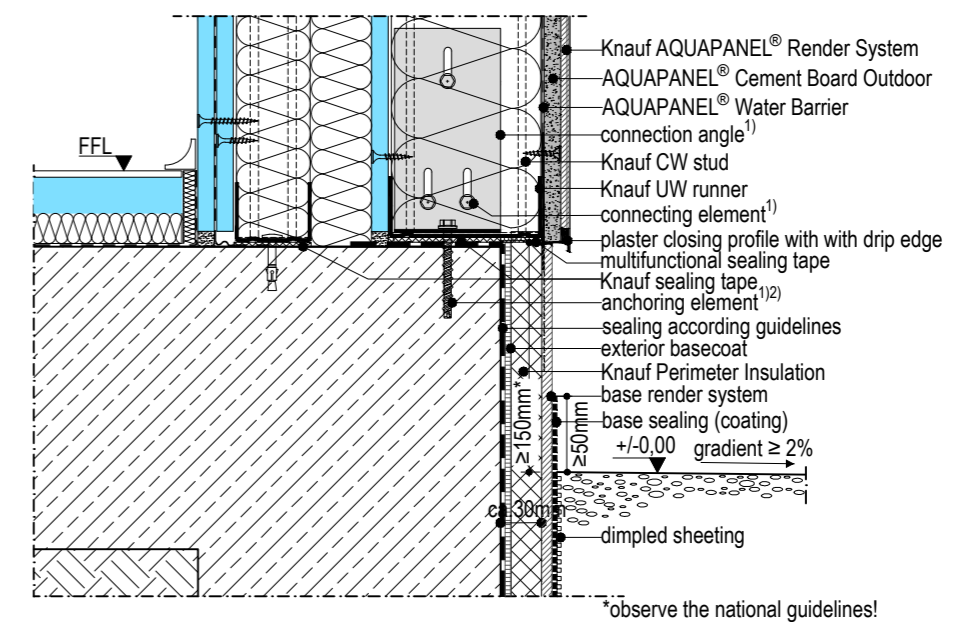 Knauf AQUAPANEL® Render System
AQUAPANEL® Cement Board Outdoor
AQUAPANEL® Water Barrier
connection angle1)
FFL
Knauf CW stud
Knauf UW runner
connecting element1)
plaster closing profile with with drip edge
multifunctional sealing tape
Knauf sealing tape
anchoring element1)2)
sealing according guidelines
exterior basecoat
Knauf Perimeter Insulation
base render system
base sealing (coating)
≥150mm*
≥50mm
+/-0,00
gradient ≥ 2%
ca.30mm
dimpled sheeting
*observe the national guidelines!